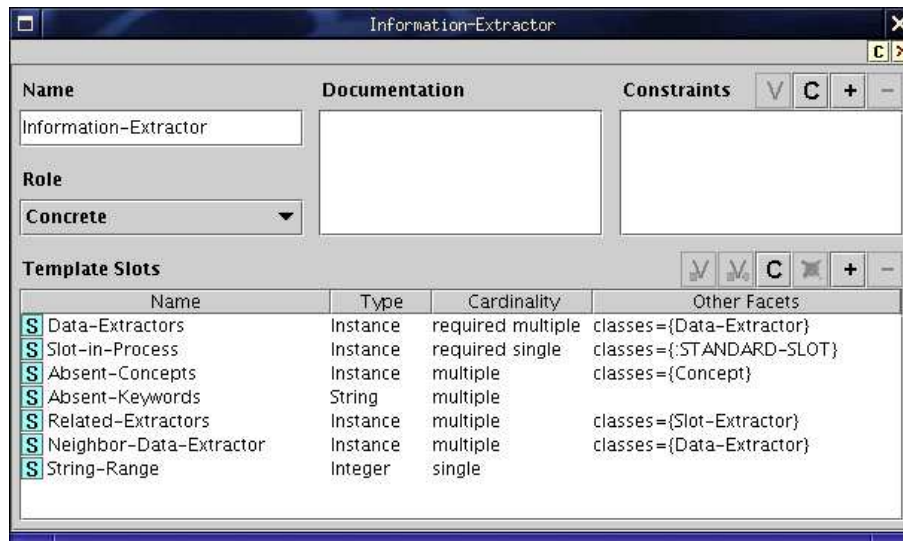 Information-Extractor
C
Name Documentation Constraints V C + -
Information-Extractor
Role
Concrete
Template Slots V V C + -
Name Type Cardinality Other Facets
S Data-Extractors Instance required multiple classes={Data-Extractor}
S Slot-in-Process Instance required single classes={:STANDARD-SLOT}
S Absent-Concepts Instance multiple classes={Concept}
S Absent-Keywords String multiple
S Related-Extractors Instance multiple classes={Slot-Extractor}
S Neighbor-Data-Extractor Instance multiple classes={Data-Extractor}
S String-Range Integer single